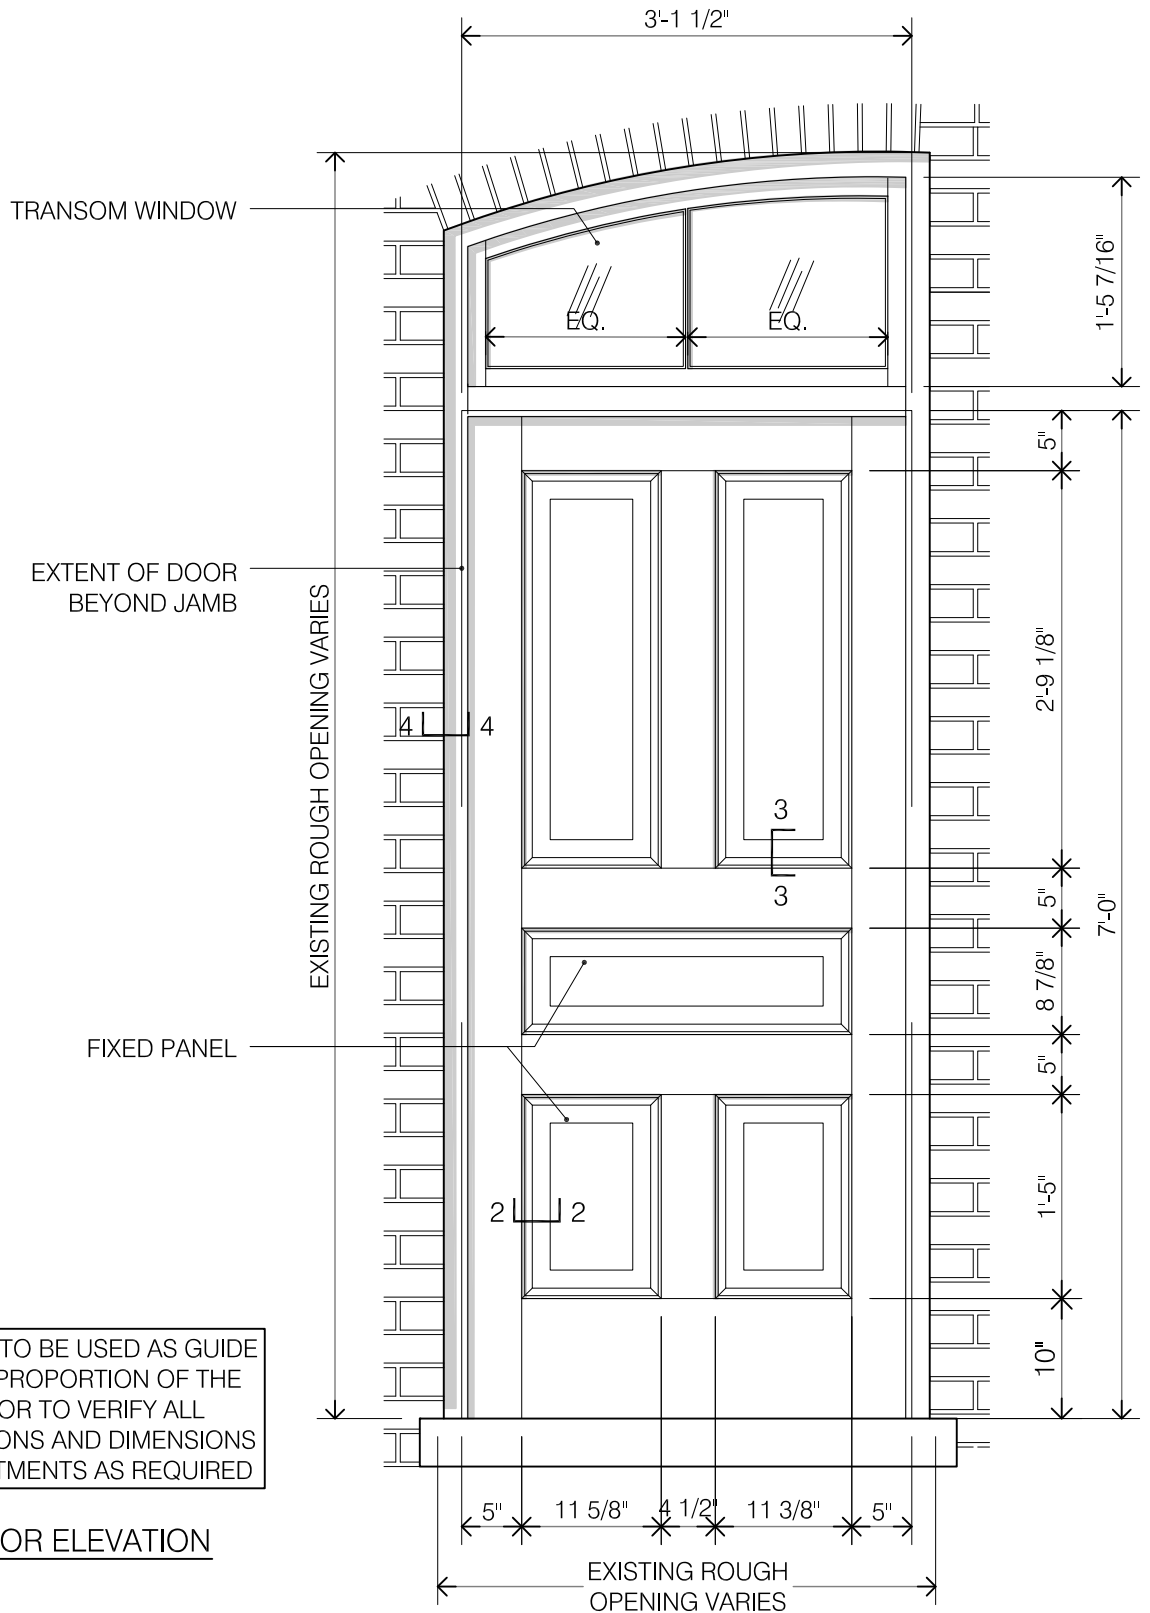 3'-1 1/2"
TRANSOM WINDOW
1'-5 7/16"
EQ.
EQ.
5"
EXTENT OF DOOR
BEYOND JAMB
EXISTING ROUGH OPENING VARIES
2'-9 1/8"
4 4
3
3
5"
7'-0"
8 7/8"
FIXED PANEL
5"
1'-5"
2 2
10"
TO BE USED AS GUIDE
PROPORTION OF THE
OR TO VERIFY ALL
ONS AND DIMENSIONS
TMENTS AS REQUIRED
5" 11 5/8" 4 1/2" 11 3/8" 5"
OR ELEVATION
EXISTING ROUGH
OPENING VARIES